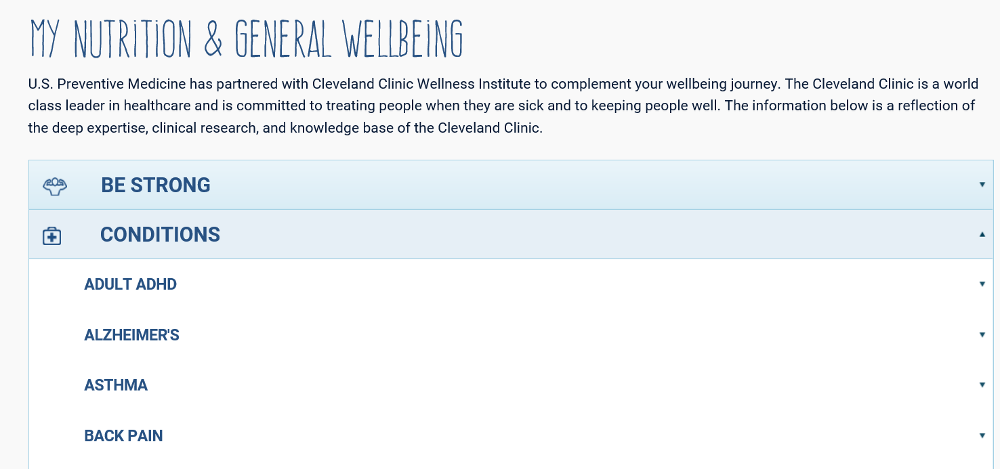 MY NUTRITION & GENERAL WELLBEING
U.S. Preventive Medicine has partnered with Cleveland Clinic Wellness Institute to complement your wellbeing journey. The Cleveland Clinic is a world
class leader in healthcare and is committed to treating people when they are sick and to keeping people well. The information below is a reflection of
the deep expertise, clinical research, and knowledge base of the Cleveland Clinic.
BE STRONG
CONDITIONS
ADULT ADHD
ALZHEIMER'S
ASTHMA
BACK PAIN